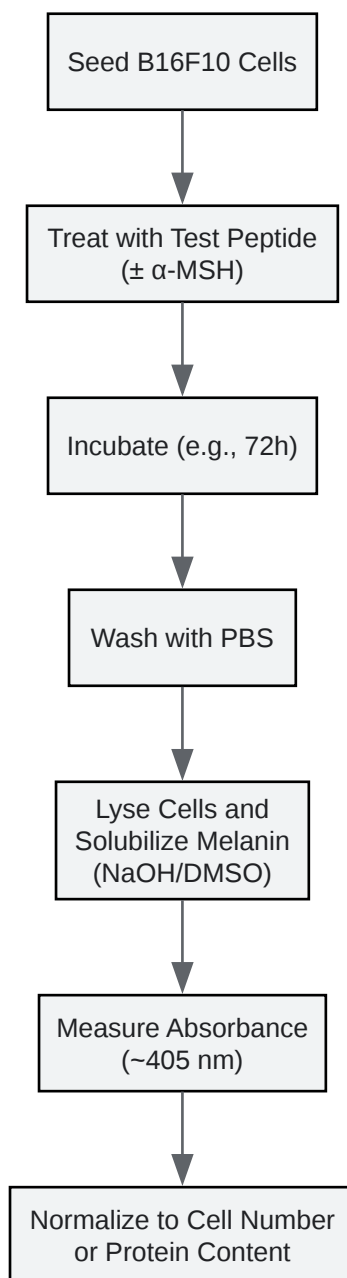 Seed B16F10 Cells
Treat with Test Peptide
(± α-MSH)
Incubate (e.g., 72h)
Wash with PBS
Lyse Cells and
Solubilize Melanin
(NaOH/DMSO)
Measure Absorbance
(~405 nm)
Normalize to Cell Number
or Protein Content